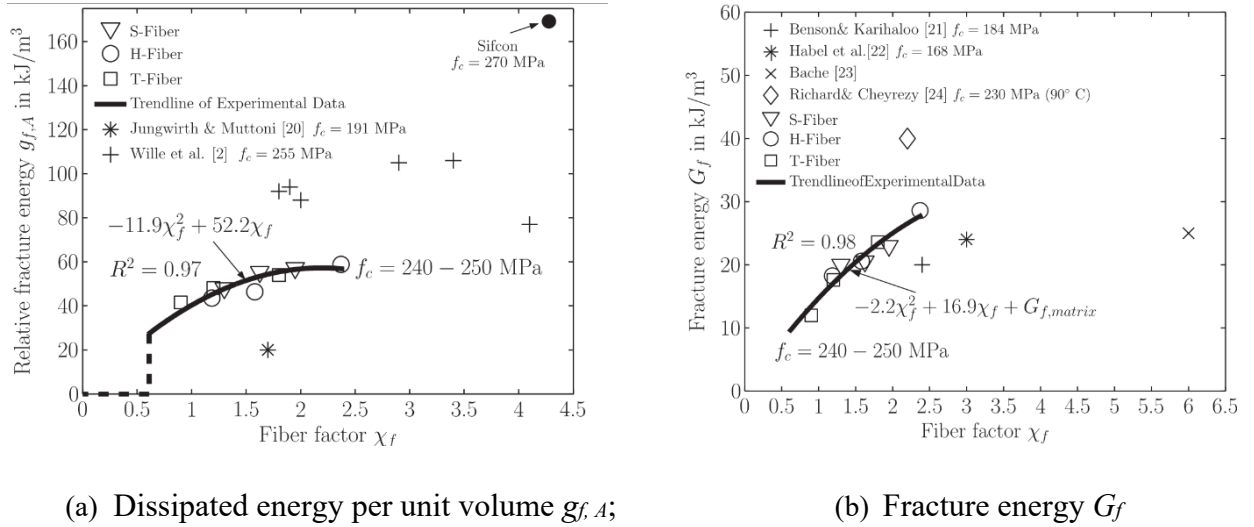 Relative fracture energy g_{f,A} in kJ/m³
160
140
120
100
80
60
40
20
0
S-Fiber
H-Fiber
T-Fiber
Trendline of Experimental Data
Jungwirth & Muttoni [20] f_c = 191 MPa
Wille et al. [2] f_c = 255 MPa
Sifcon
f_c = 270 MPa
−11.9χ_f² + 52.2χ_f
R² = 0.97
f_c = 240 − 250 MPa
0 0.5 1 1.5 2 2.5 3 3.5 4 4.5
Fiber factor χ_f
(a) Dissipated energy per unit volume g_{f, A};
Fracture energy G_f in kJ/m³
60
50
40
30
20
10
0
Benson& Karihaloo [21] f_c = 184 MPa
Habel et al.[22] f_c = 168 MPa
Bache [23]
Richard& Cheyrezy [24] f_c = 230 MPa (90° C)
S-Fiber
H-Fiber
T-Fiber
TrendlineofExperimentalData
R² = 0.98
−2.2χ_f² + 16.9χ_f + G_{f,matrix}
f_c = 240 − 250 MPa
0 0.5 1 1.5 2 2.5 3 3.5 4 4.5 5 5.5 6 6.5
Fiber factor χ_f
(b) Fracture energy G_f